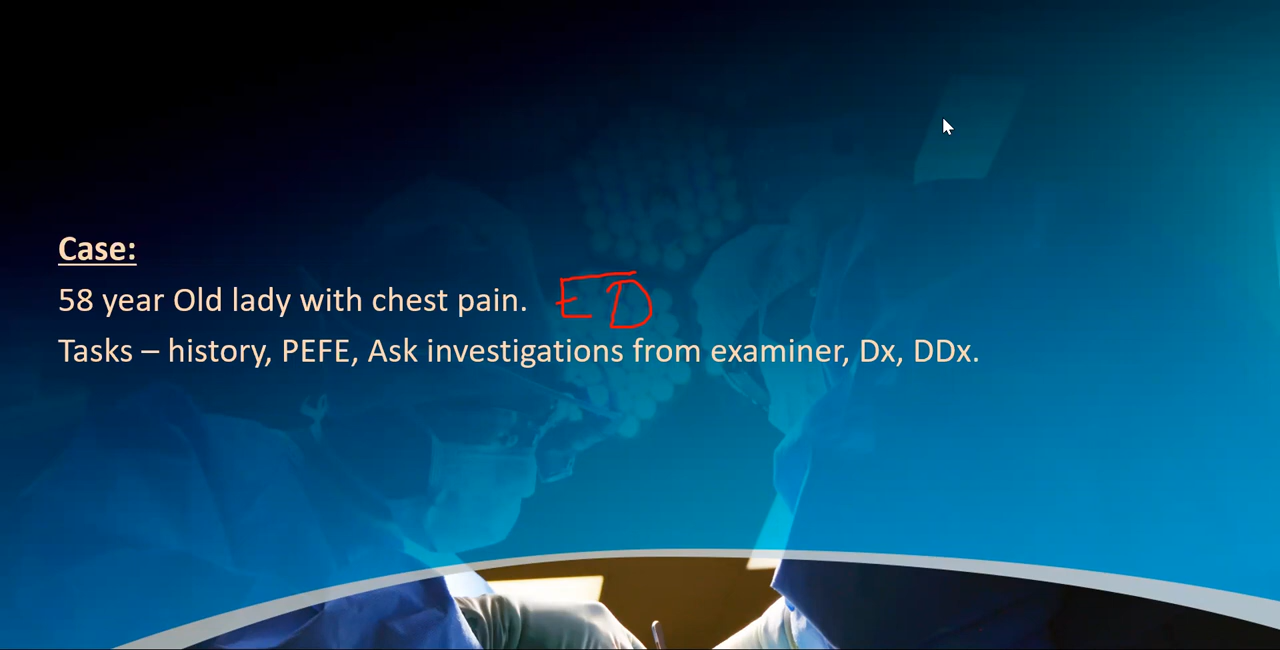 Case:
58 year Old lady with chest pain. ED
Tasks – history, PEFE, Ask investigations from examiner, Dx, DDx.